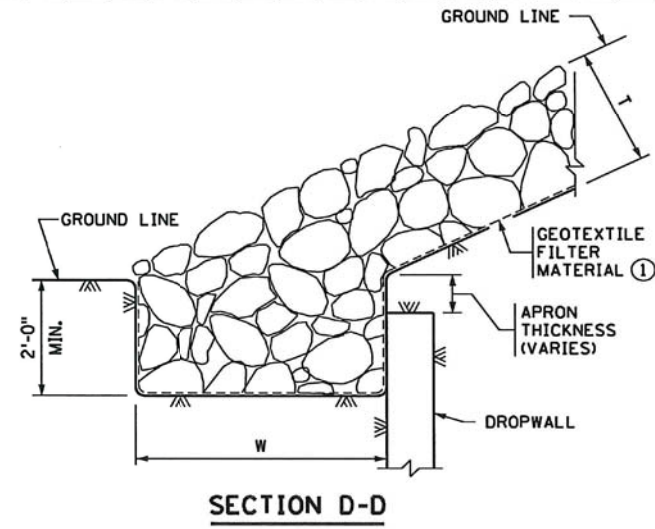 GROUND LINE
T
GROUND LINE
GEOTEXTILE
FILTER
MATERIAL ①
2'-0"
MIN.
APRON
THICKNESS
(VARIES)
DROPWALL
W
SECTION D-D